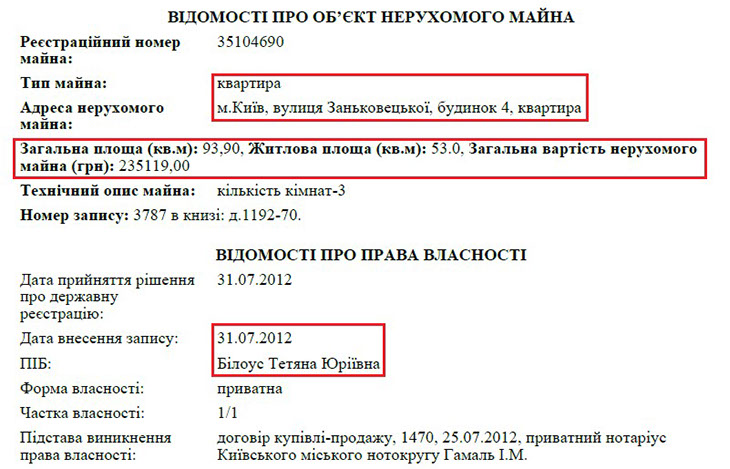 ВІДОМОСТІ ПРО ОБ’ЄКТ НЕРУХОМОГО МАЙНА
Реєстраційний номер 35104690
майна:
Тип майна: квартира
Адреса нерухомого м.Київ, вулиця Заньковецької, будинок 4, квартира
майна:
Загальна площа (кв.м): 93,90, Житлова площа (кв.м): 53.0, Загальна вартість нерухомого
майна (грн): 235119,00
Технічний опис майна: кількість кімнат-3
Номер запису: 3787 в книзі: д.1192-70.
ВІДОМОСТІ ПРО ПРАВА ВЛАСНОСТІ
Дата прийняття рішення 31.07.2012
про державну
реєстрацію:
Дата внесення запису: 31.07.2012
ПІБ: Білоус Тетяна Юріївна
Форма власності: приватна
Частка власності: 1/1
Підстава виникнення договір купівлі-продажу, 1470, 25.07.2012, приватний нотаріус
права власності: Київського міського нотокругу Гамаль І.М.